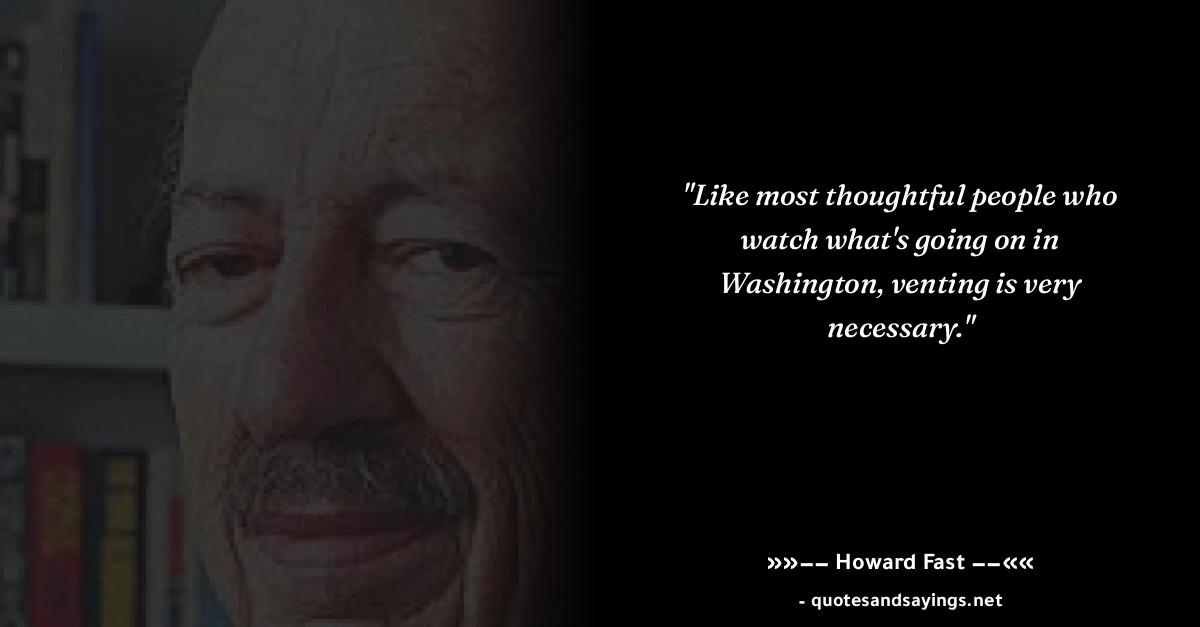 "Like most thoughtful people who
watch what's going on in
Washington, venting is very
necessary."
»»−− Howard Fast −−««
- quotesandsayings.net